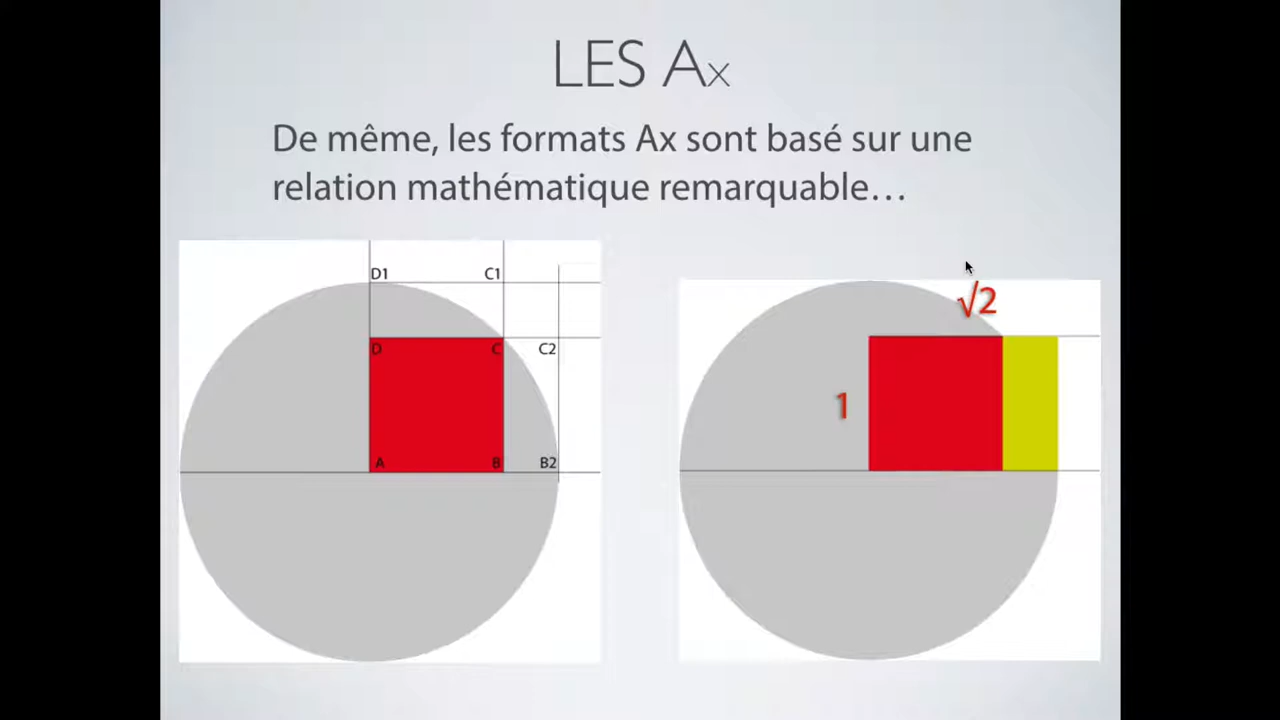 LES Ax
De même, les formats Ax sont basé sur une
relation mathématique remarquable…
D1 C1
D C C2
A B B2
√2
1